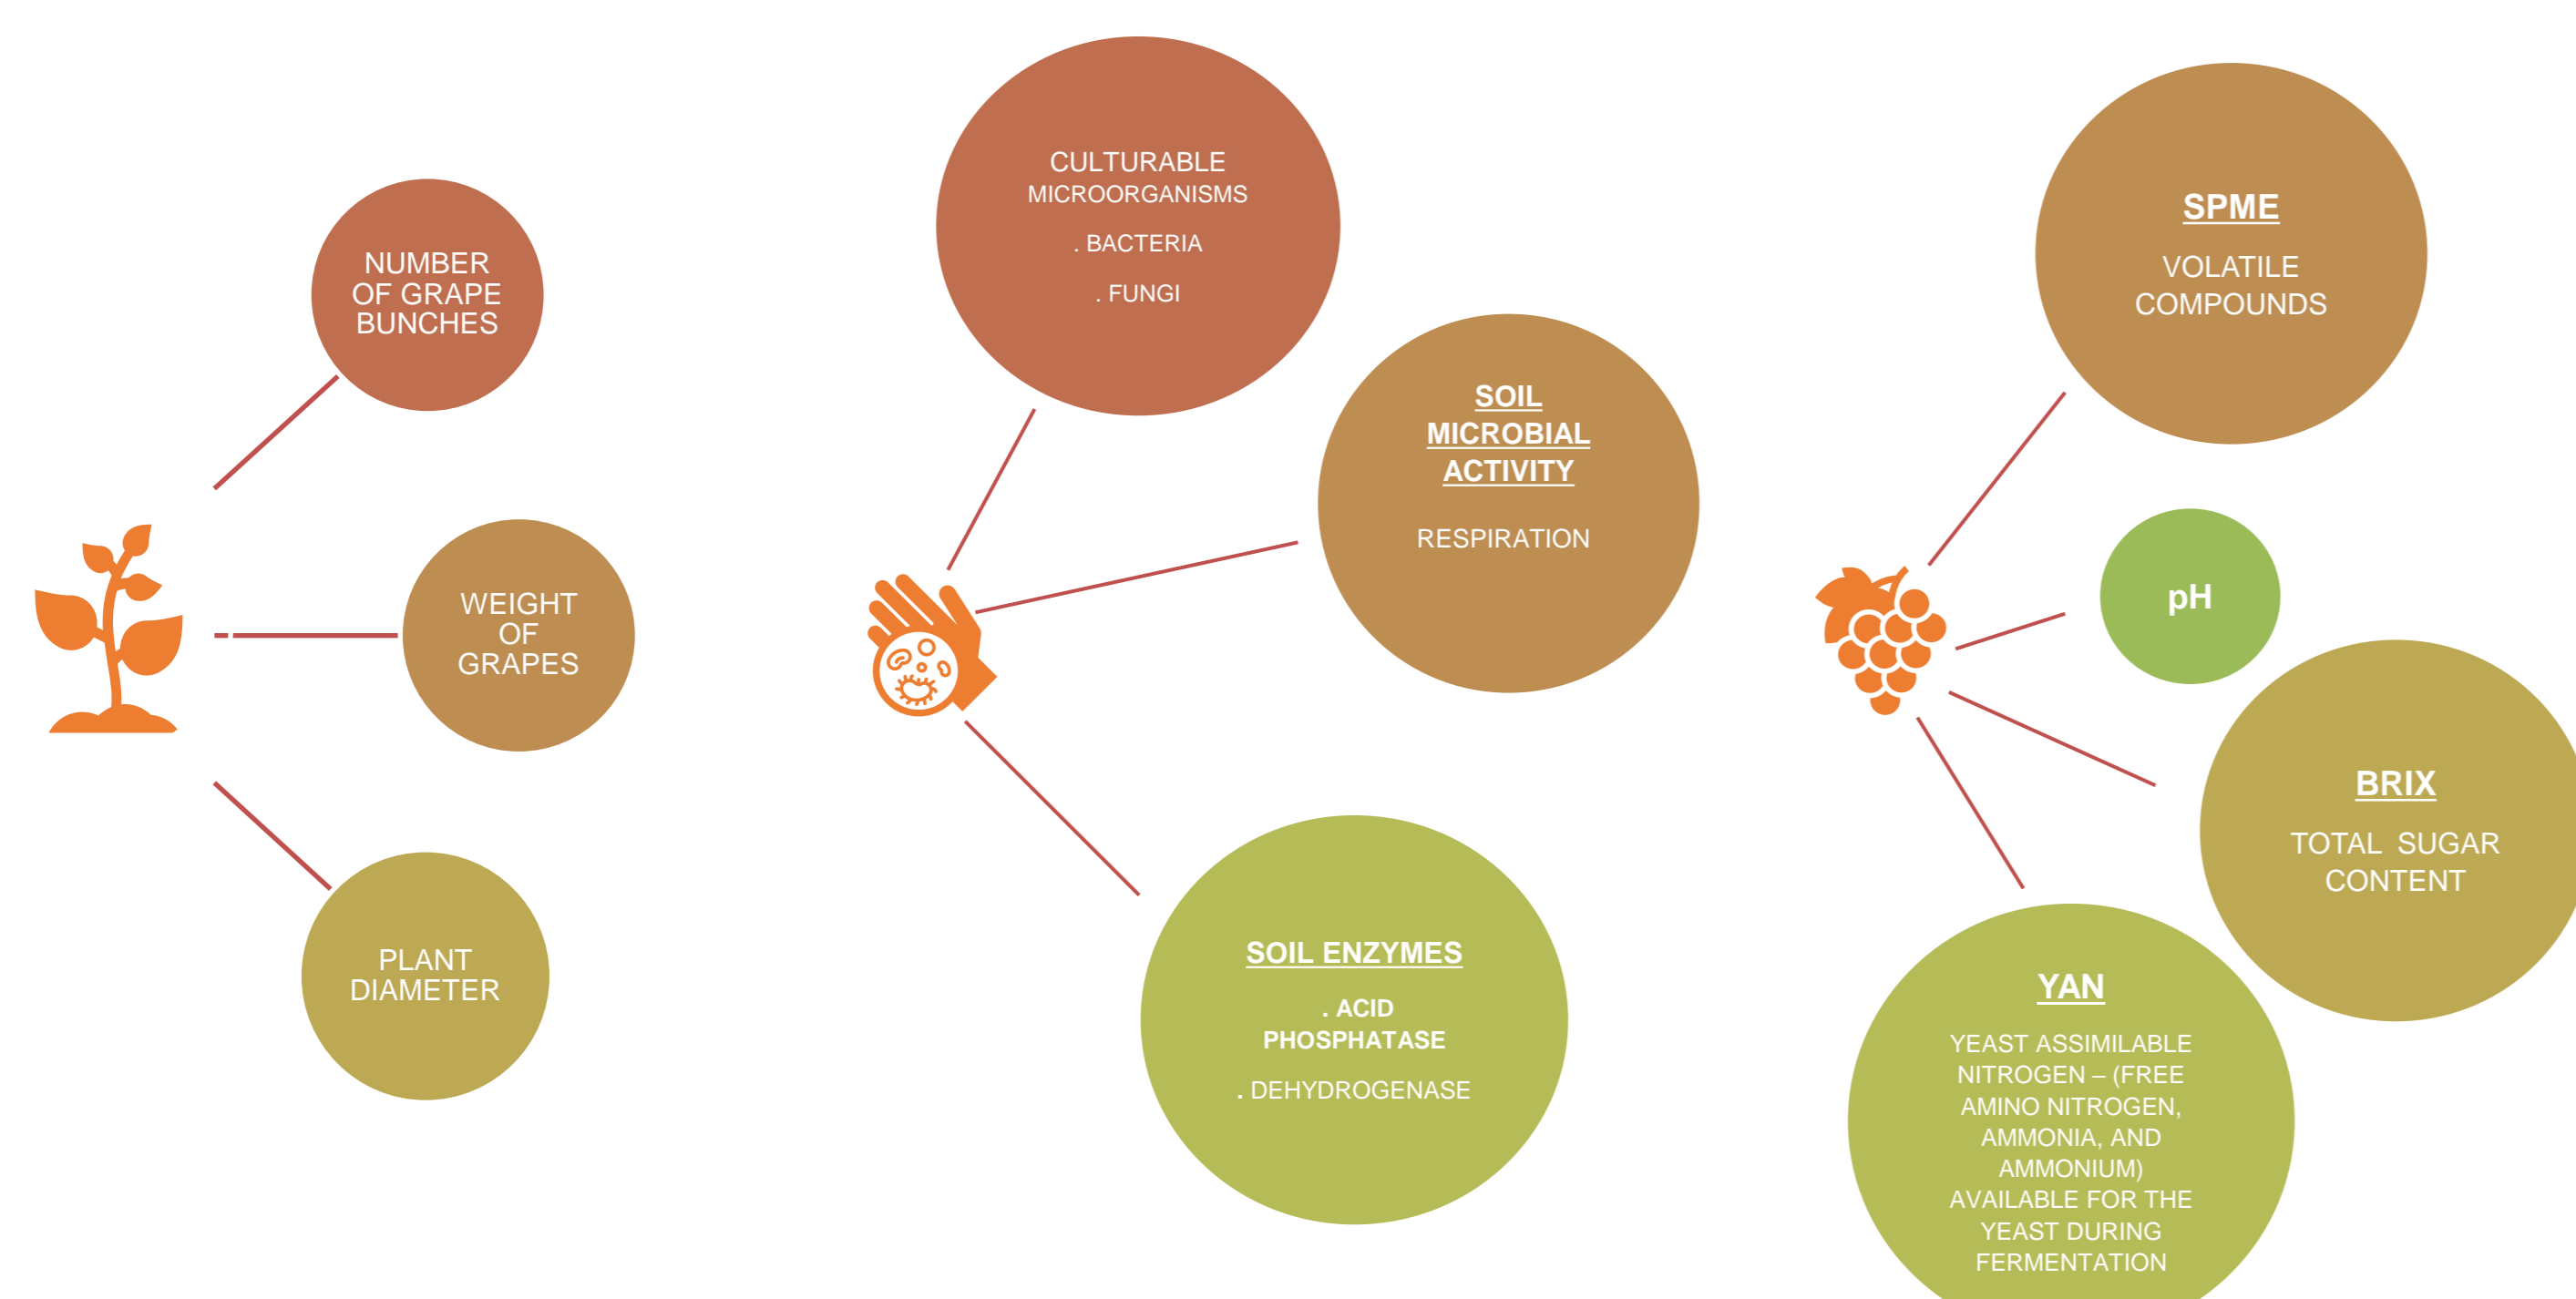 NUMBER
OF GRAPE
BUNCHES
WEIGHT
OF
GRAPES
PLANT
DIAMETER
CULTURABLE
MICROORGANISMS
. BACTERIA
. FUNGI
SOIL
MICROBIAL
ACTIVITY
RESPIRATION
SOIL ENZYMES
. ACID
PHOSPHATASE
. DEHYDROGENASE
SPME
VOLATILE
COMPOUNDS
pH
BRIX
TOTAL SUGAR
CONTENT
YAN
YEAST ASSIMILABLE
NITROGEN – (FREE
AMINO NITROGEN,
AMMONIA, AND
AMMONIUM)
AVAILABLE FOR THE
YEAST DURING
FERMENTATION